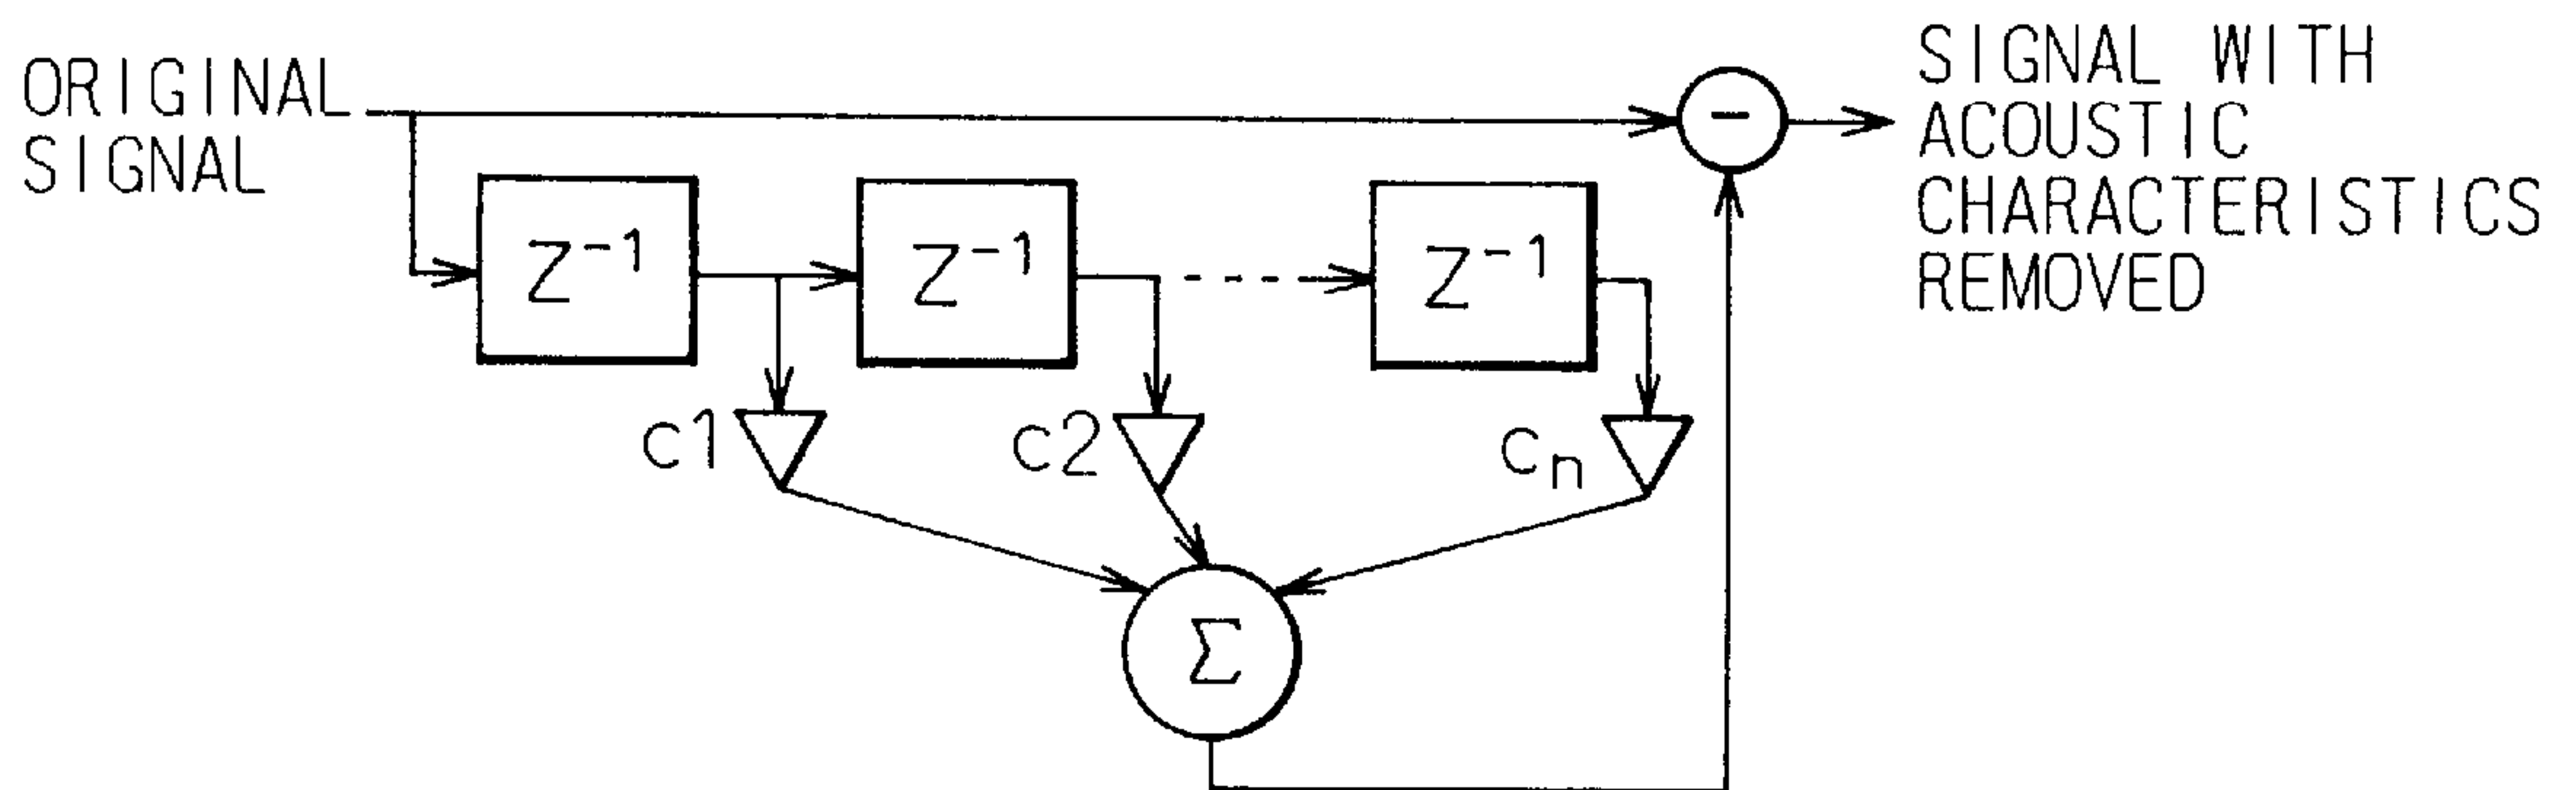 ORIGINAL
SIGNAL
SIGNAL WITH
ACOUSTIC
CHARACTERISTICS
REMOVED
−
Z⁻¹
Z⁻¹
Z⁻¹
c1
c2
cₙ
Σ